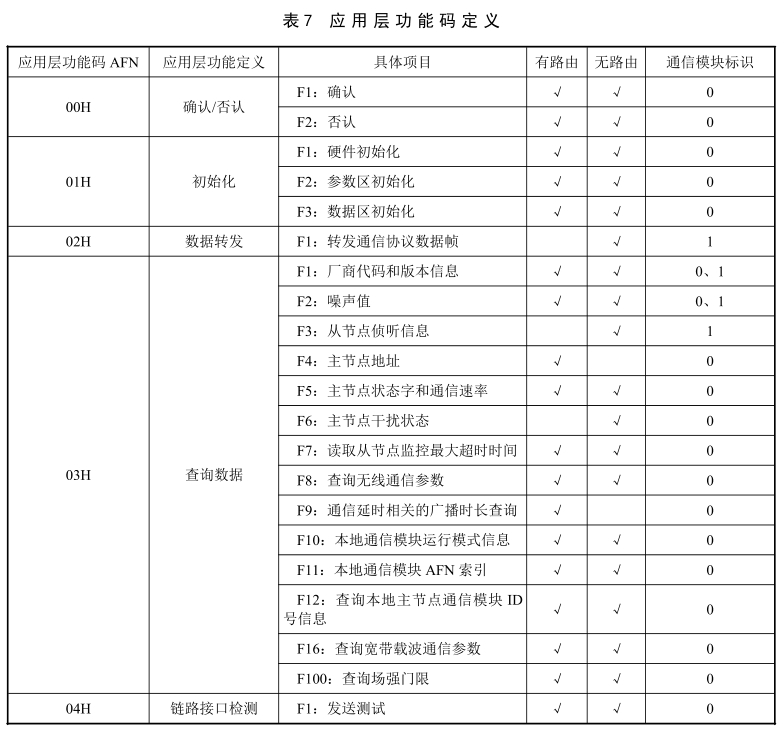 表7 应用层功能码定义
应用层功能码 AFN 应用层功能定义 具体项目 有路由 无路由 通信模块标识
00H 确认/否认 F1：确认 √ √ 0
F2：否认 √ √ 0
01H 初始化 F1：硬件初始化 √ √ 0
F2：参数区初始化 √ √ 0
F3：数据区初始化 √ √ 0
02H 数据转发 F1：转发通信协议数据帧 √ 1
03H 查询数据 F1：厂商代码和版本信息 √ √ 0、1
F2：噪声值 √ √ 0、1
F3：从节点侦听信息 √ 1
F4：主节点地址 √ 0
F5：主节点状态字和通信速率 √ √ 0
F6：主节点干扰状态 √ 0
F7：读取从节点监控最大超时时间 √ √ 0
F8：查询无线通信参数 √ √ 0
F9：通信延时相关的广播时长查询 √ 0
F10：本地通信模块运行模式信息 √ √ 0
F11：本地通信模块 AFN 索引 √ √ 0
F12：查询本地主节点通信模块 ID
号信息 √ √ 0
F16：查询宽带载波通信参数 √ √ 0
F100：查询场强门限 √ √ 0
04H 链路接口检测 F1：发送测试 √ √ 0